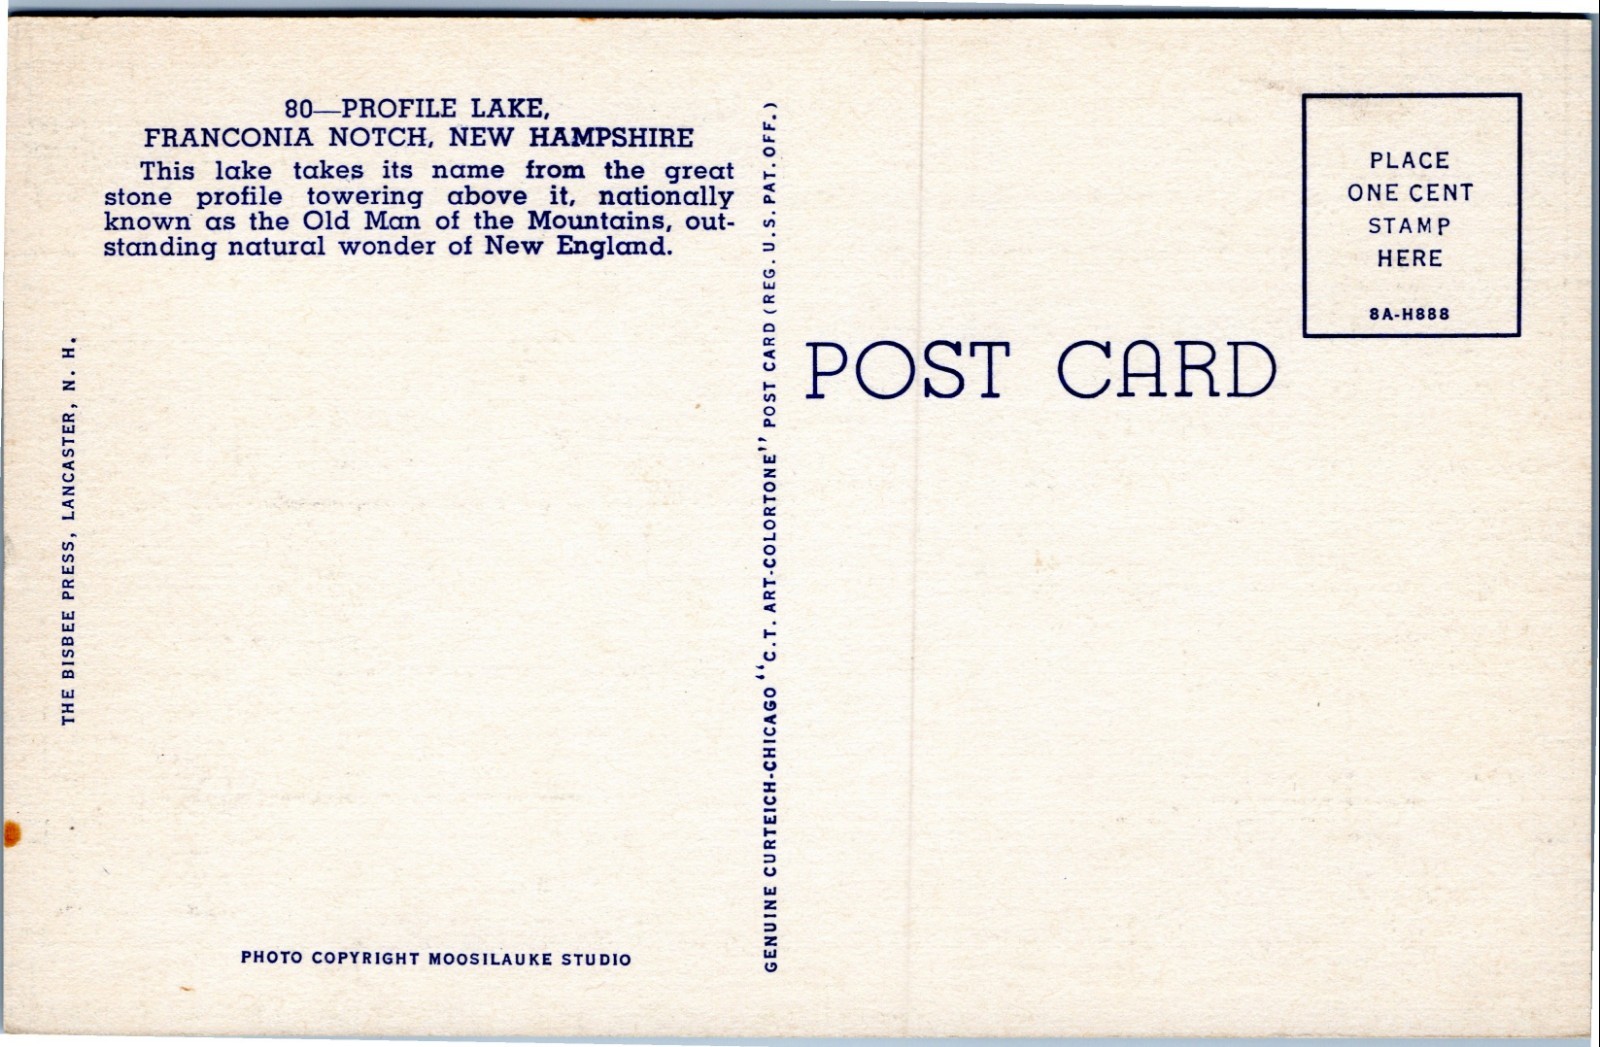 80—PROFILE LAKE,
FRANCONIA NOTCH, NEW HAMPSHIRE
This lake takes its name from the great
stone profile towering above it, nationally
known as the Old Man of the Mountains, out-
standing natural wonder of New England.
THE BISBEE PRESS, LANCASTER, N. H.
PHOTO COPYRIGHT MOOSILAUKE STUDIO
GENUINE CURTEICH-CHICAGO "C.T. ART-COLORTONE" POST CARD (REG. U.S. PAT. OFF.)
POST CARD
PLACE
ONE CENT
STAMP
HERE
8A-H888